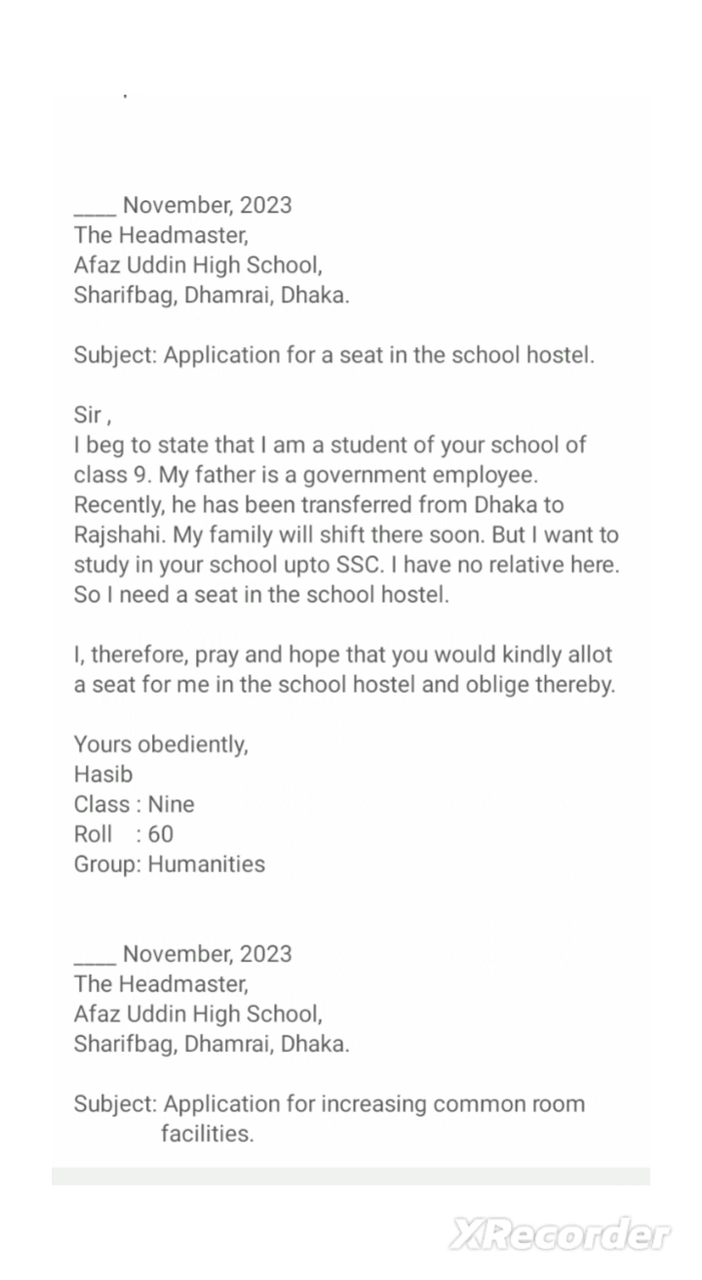 ____ November, 2023
The Headmaster,
Afaz Uddin High School,
Sharifbag, Dhamrai, Dhaka.
Subject: Application for a seat in the school hostel.
Sir ,
I beg to state that I am a student of your school of
class 9. My father is a government employee.
Recently, he has been transferred from Dhaka to
Rajshahi. My family will shift there soon. But I want to
study in your school upto SSC. I have no relative here.
So I need a seat in the school hostel.
I, therefore, pray and hope that you would kindly allot
a seat for me in the school hostel and oblige thereby.
Yours obediently,
Hasib
Class : Nine
Roll : 60
Group: Humanities
____ November, 2023
The Headmaster,
Afaz Uddin High School,
Sharifbag, Dhamrai, Dhaka.
Subject: Application for increasing common room
facilities.
XRecorder